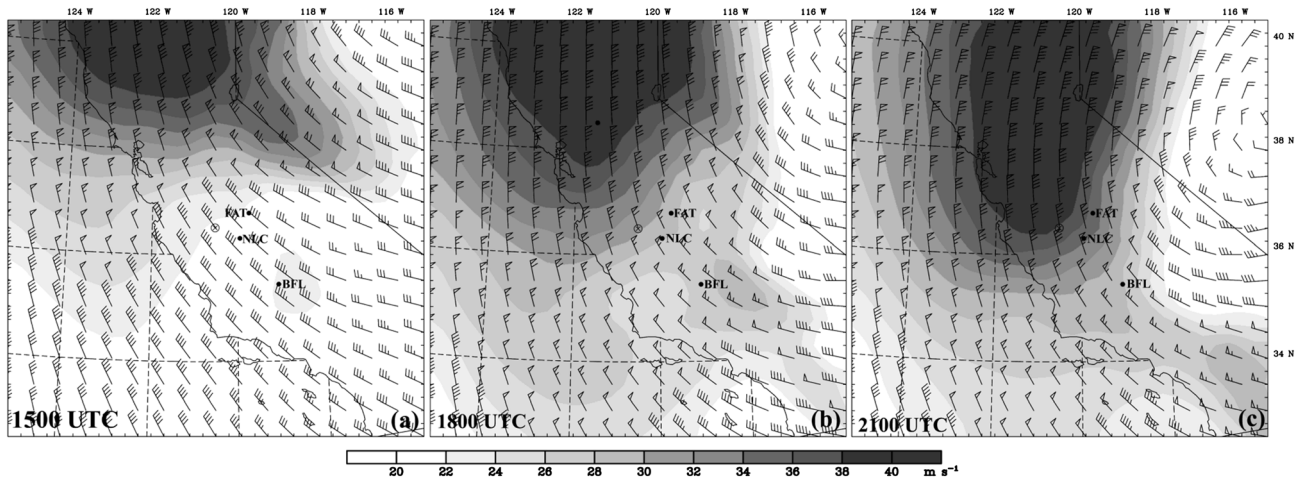 124 W 122 W 120 W 118 W 116 W 124 W 122 W 120 W 118 W 116 W 124 W 122 W 120 W 118 W 116 W
40 N
38 N
FAT FAT FAT
NLC NLC NLC
36 N
BFL BFL BFL
34 N
1500 UTC (a) 1800 UTC (b) 2100 UTC (c)
20 22 24 26 28 30 32 34 36 38 40 m s⁻¹